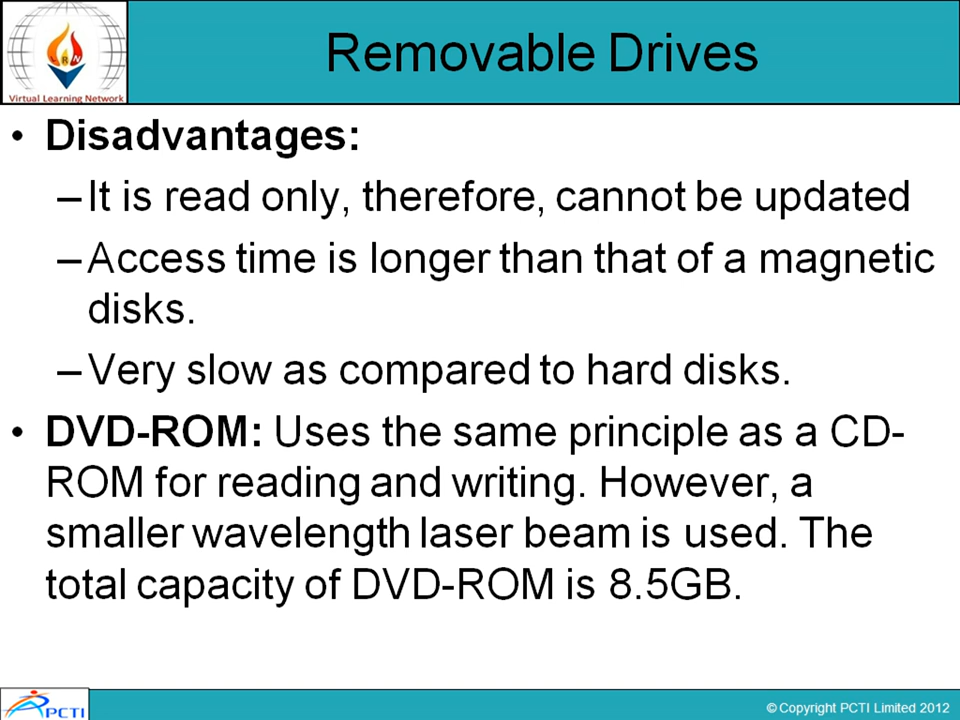 RN
Virtual Learning Network
Removable Drives
• Disadvantages:
– It is read only, therefore, cannot be updated
– Access time is longer than that of a magnetic
disks.
– Very slow as compared to hard disks.
• DVD-ROM: Uses the same principle as a CD-
ROM for reading and writing. However, a
smaller wavelength laser beam is used. The
total capacity of DVD-ROM is 8.5GB.
PCTI
© Copyright PCTI Limited 2012